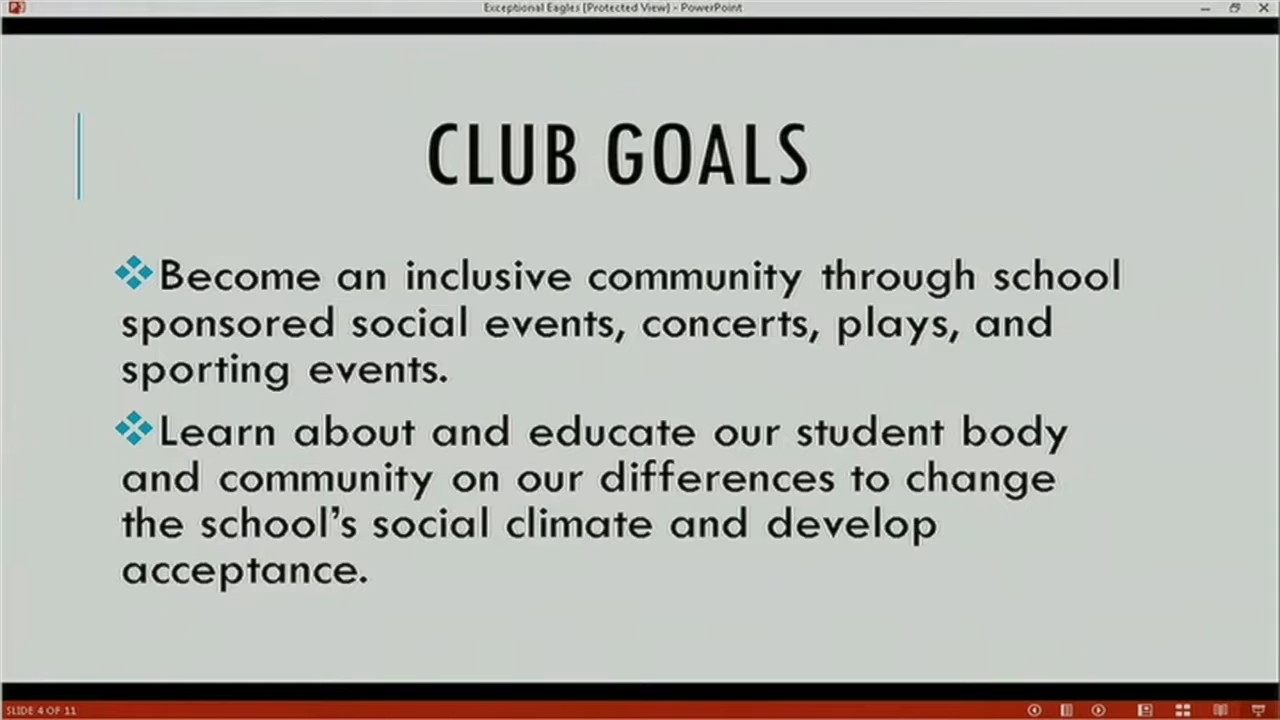 Exceptional Eagles [Protected View] - PowerPoint
CLUB GOALS
❖Become an inclusive community through school
sponsored social events, concerts, plays, and
sporting events.
❖Learn about and educate our student body
and community on our differences to change
the school’s social climate and develop
acceptance.
SLIDE 4 OF 11